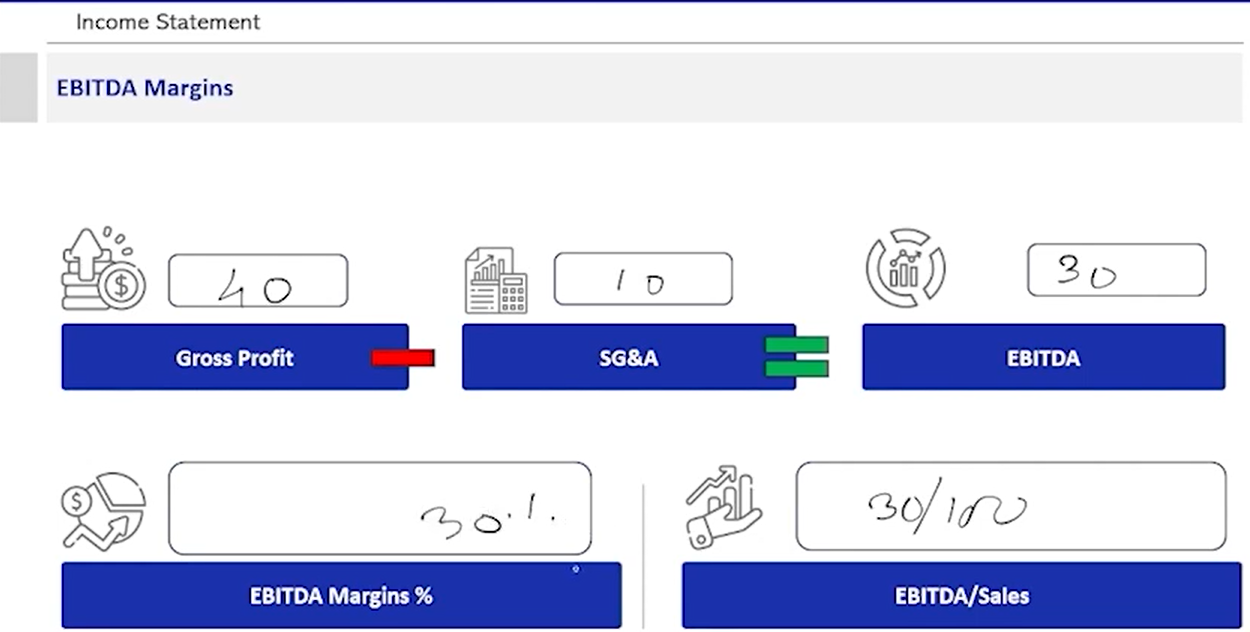 Income Statement
EBITDA Margins
40
10
30
Gross Profit
SG&A
EBITDA
30%
30/100
EBITDA Margins %
EBITDA/Sales